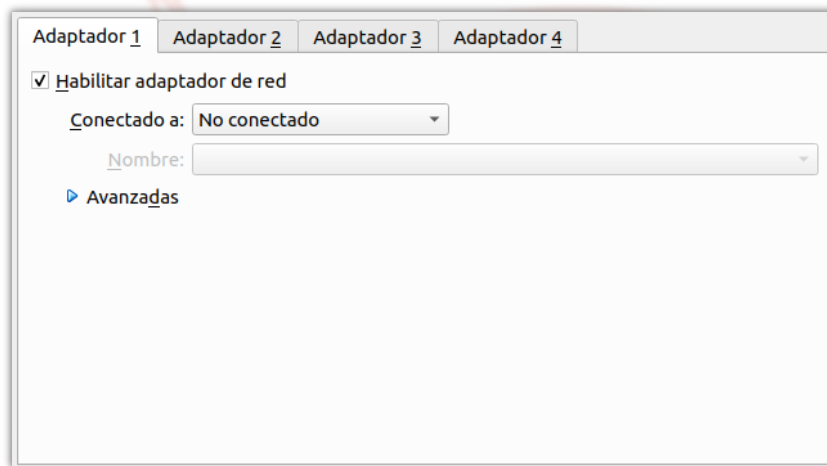 Adaptador 1 Adaptador 2 Adaptador 3 Adaptador 4
Habilitar adaptador de red
Conectado a: No conectado
Nombre:
Avanzadas